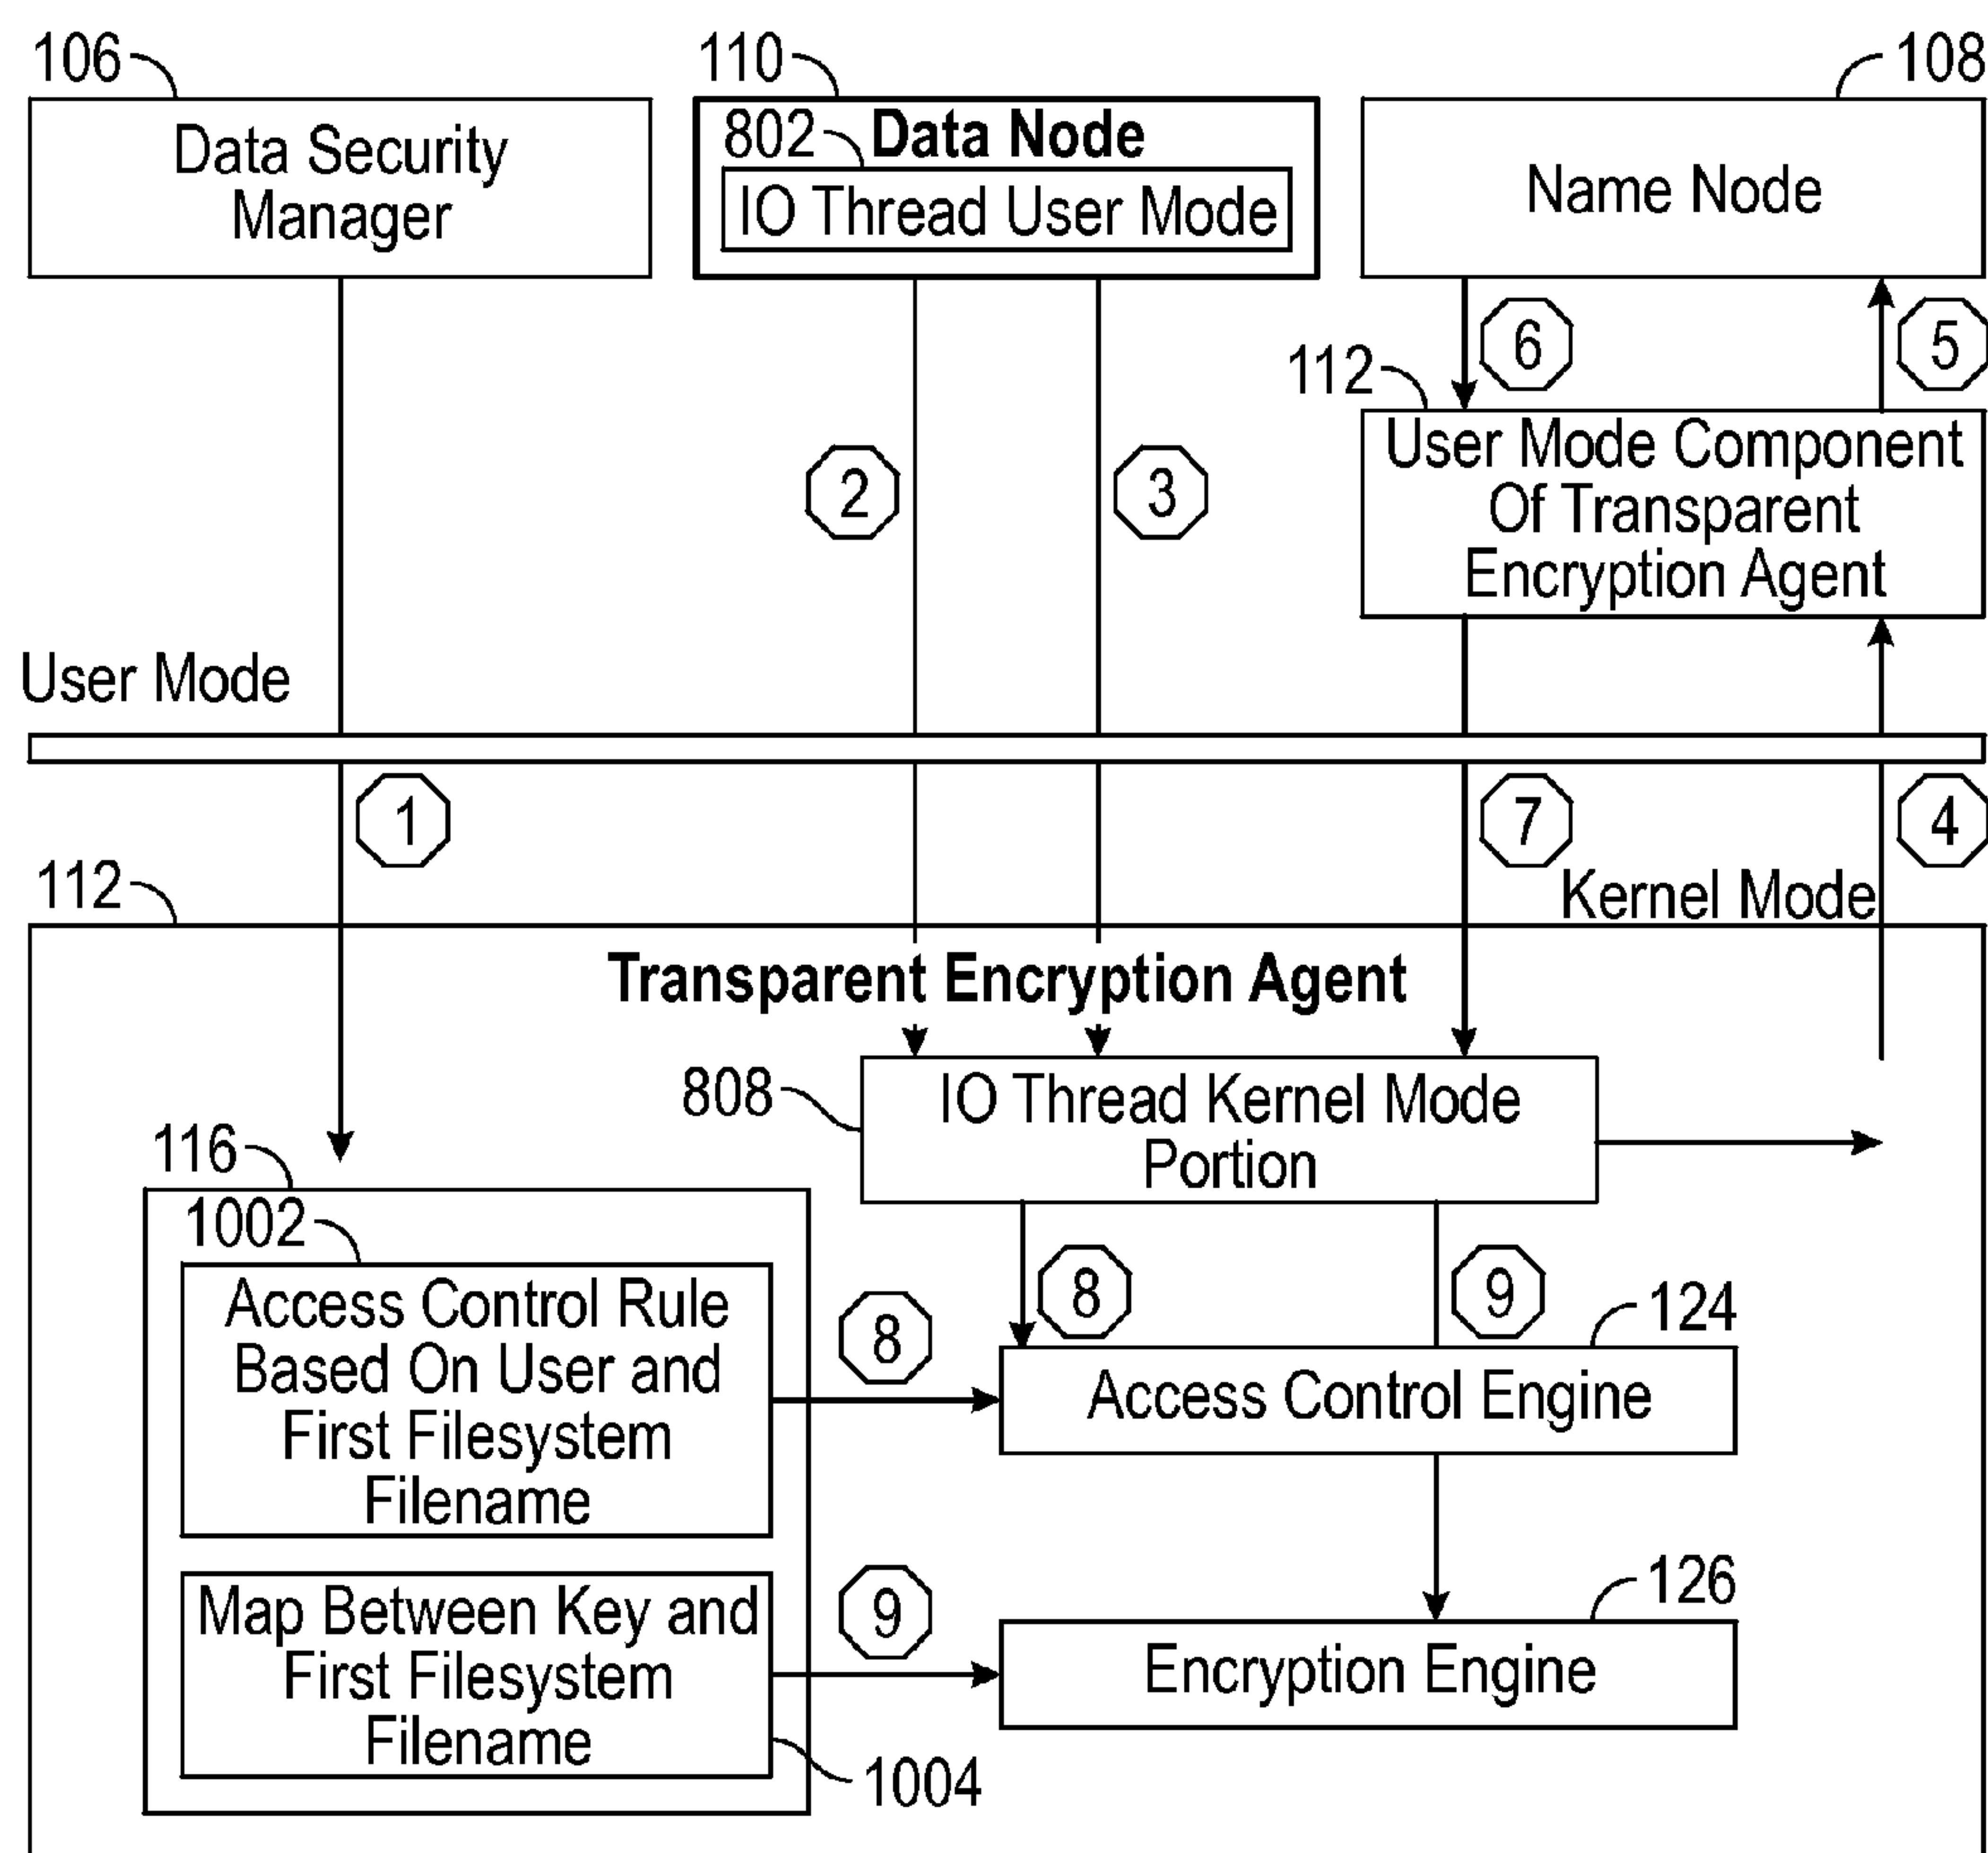 106
110
108
Data Security
Manager
802
Data Node
IO Thread User Mode
Name Node
6
5
112
User Mode Component
Of Transparent
Encryption Agent
2
3
User Mode
1
7
4
112
Kernel Mode
Transparent Encryption Agent
808
IO Thread Kernel Mode
Portion
116
1002
Access Control Rule
Based On User and
First Filesystem
Filename
8
8
9
124
Access Control Engine
Map Between Key and
First Filesystem
Filename
9
126
Encryption Engine
1004